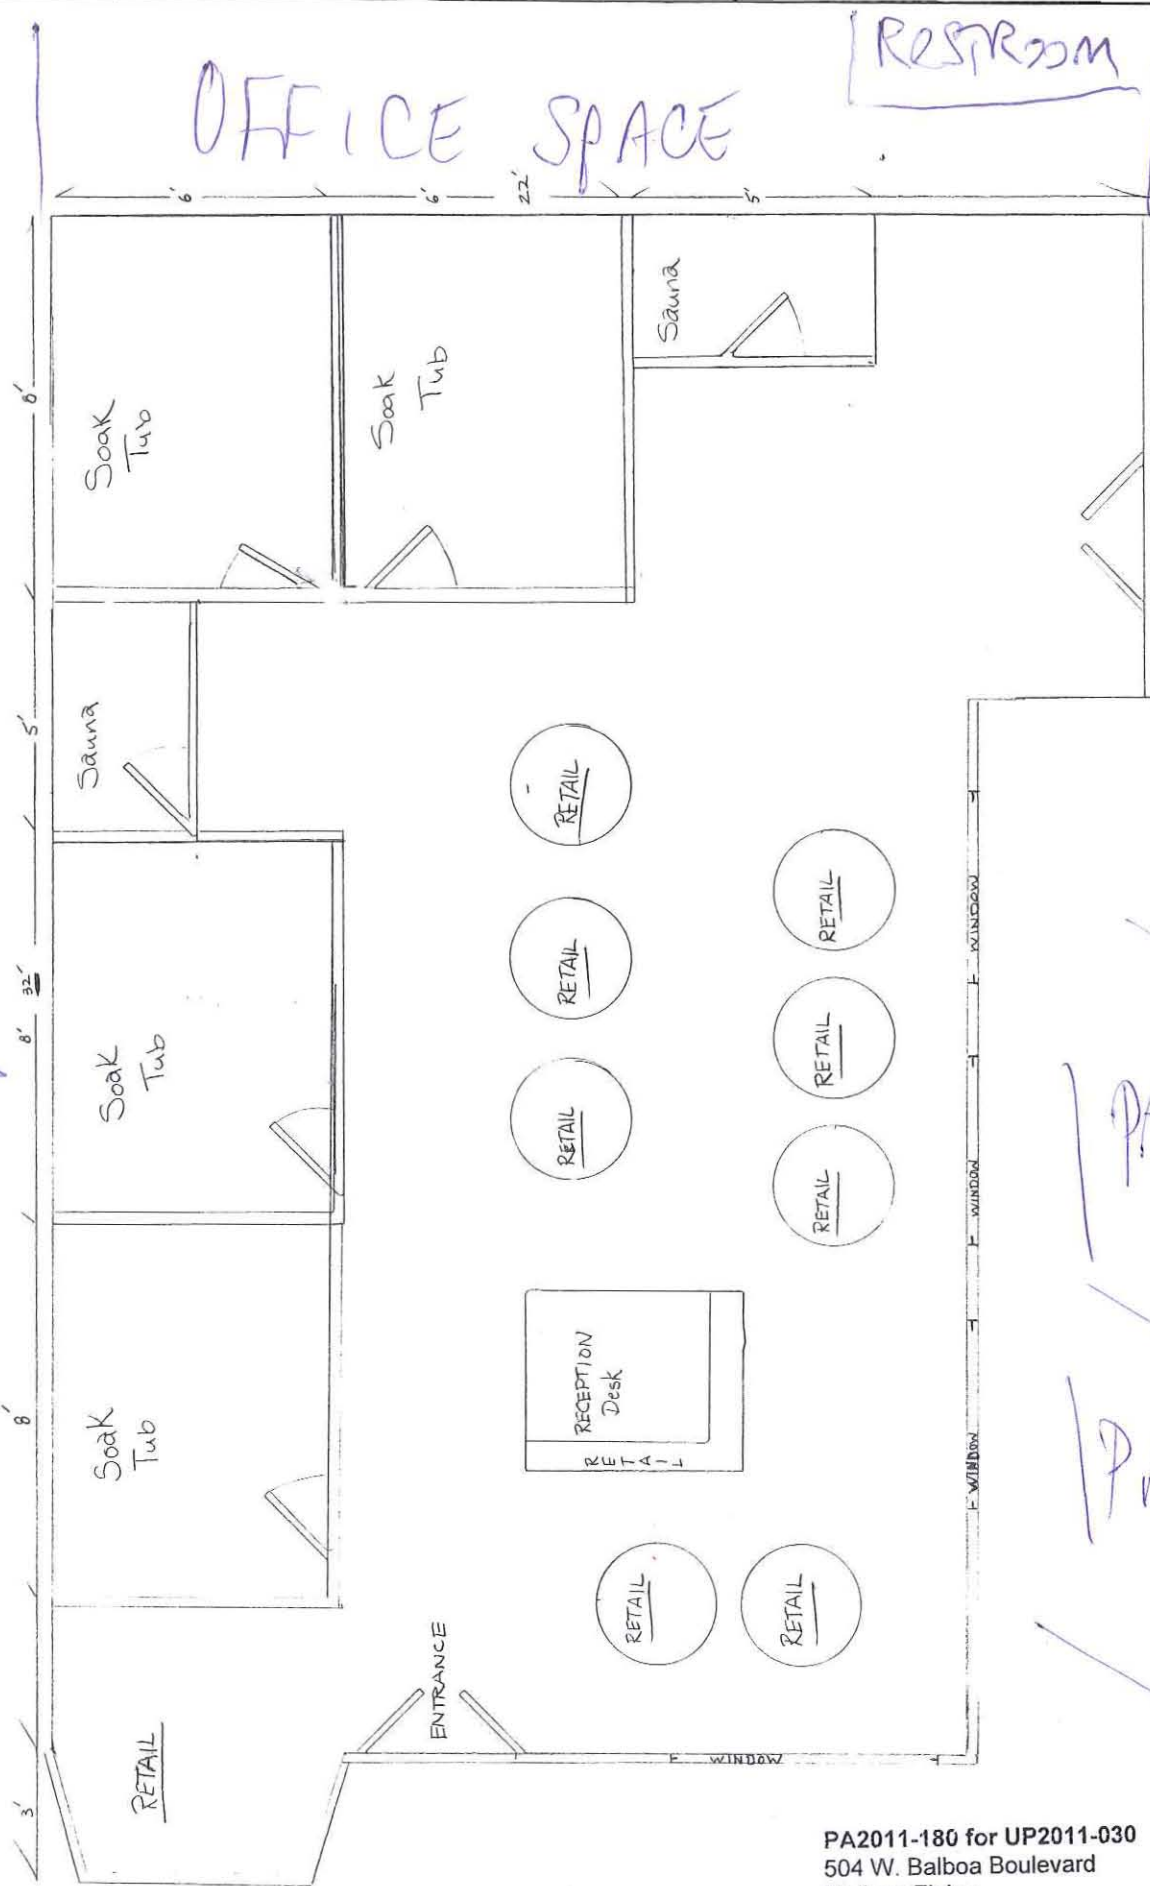 RESTROOM
OFFICE SPACE
6'
6'
22'
5'
8'
5'
32'
8'
8'
3'
Soak
Tub
Soak
Tub
Sauna
Sauna
Soak
Tub
Soak
Tub
RETAIL
RETAIL
RETAIL
RETAIL
RETAIL
RETAIL
RECEPTION
Desk
RETAIL
RETAIL
RETAIL
RETAIL
ENTRANCE
WINDOW
WINDOW
WINDOW
WINDOW
PA2011-180 for UP2011-030
504 W. Balboa Boulevard